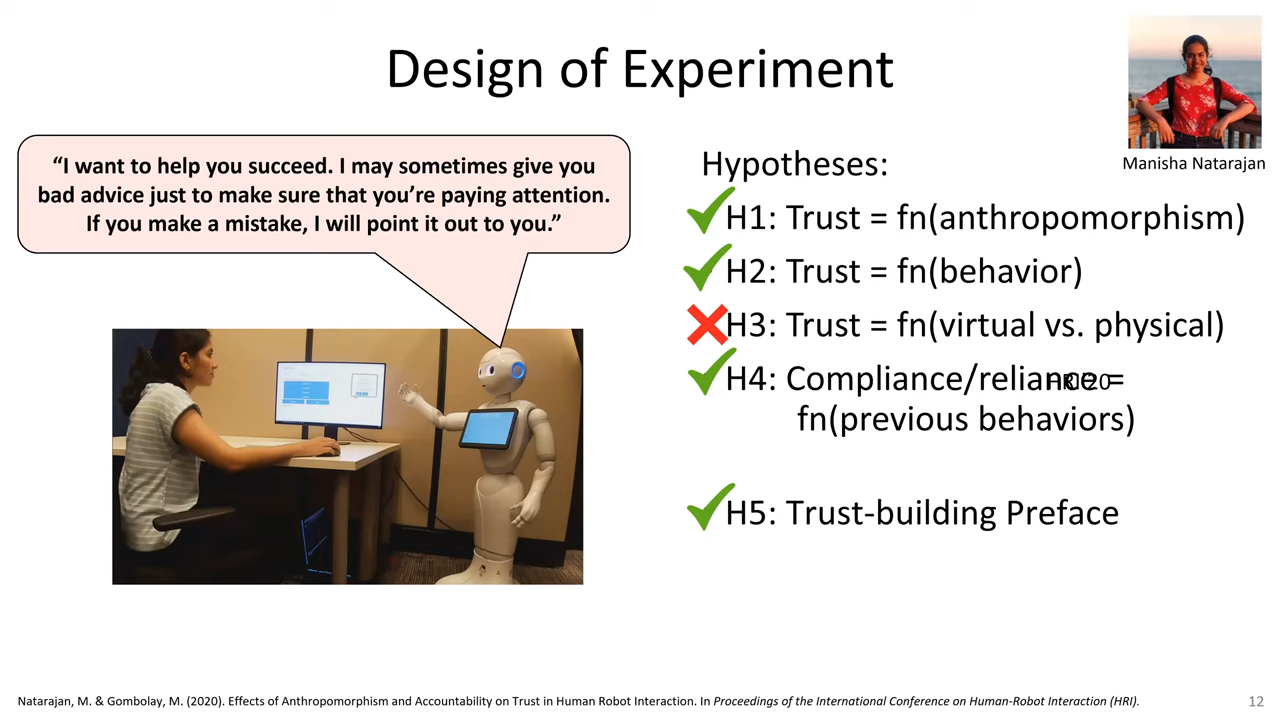 Design of Experiment
Manisha Natarajan
“I want to help you succeed. I may sometimes give you
bad advice just to make sure that you’re paying attention.
If you make a mistake, I will point it out to you.”
Hypotheses:
H1: Trust = fn(anthropomorphism)
H2: Trust = fn(behavior)
H3: Trust = fn(virtual vs. physical)
H4: Compliance/reliance =
fn(previous behaviors)
H5: Trust-building Preface
Natarajan, M. & Gombolay, M. (2020). Effects of Anthropomorphism and Accountability on Trust in Human Robot Interaction. In Proceedings of the International Conference on Human-Robot Interaction (HRI).
12